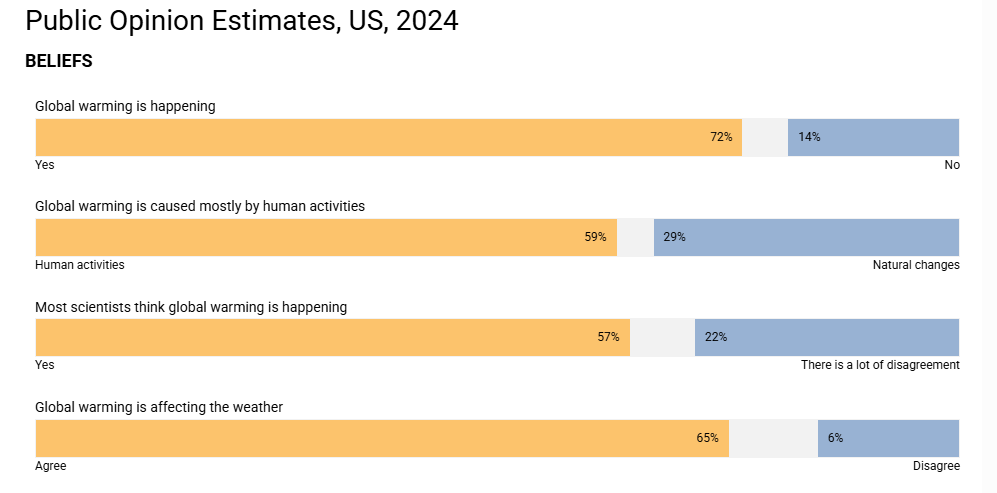 Public Opinion Estimates, US, 2024
BELIEFS
Global warming is happening
72% 14%
Yes No
Global warming is caused mostly by human activities
59% 29%
Human activities Natural changes
Most scientists think global warming is happening
57% 22%
Yes There is a lot of disagreement
Global warming is affecting the weather
65% 6%
Agree Disagree